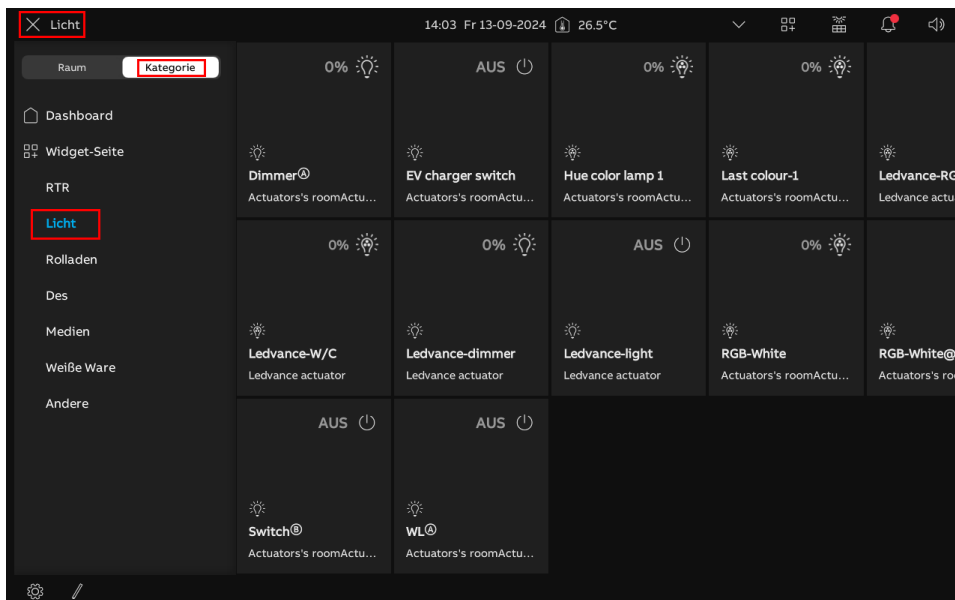 Licht
14:03 Fr 13-09-2024 26.5°C
Raum Kategorie
Dashboard
Widget-Seite
RTR
Licht
Rolladen
Des
Medien
Weiße Ware
Andere
0% AUS 0% 0%
DimmerⒶ EV charger switch Hue color lamp 1 Last colour-1 Ledvance-RG
Actuators's roomActu... Actuators's roomActu... Actuators's roomActu... Actuators's roomActu... Ledvance actu
0% 0% AUS 0%
Ledvance-W/C Ledvance-dimmer Ledvance-light RGB-White RGB-White@
Ledvance actuator Ledvance actuator Ledvance actuator Actuators's roomActu... Actuators's ro
AUS AUS
SwitchⒷ WLⒶ
Actuators's roomActu... Actuators's roomActu...